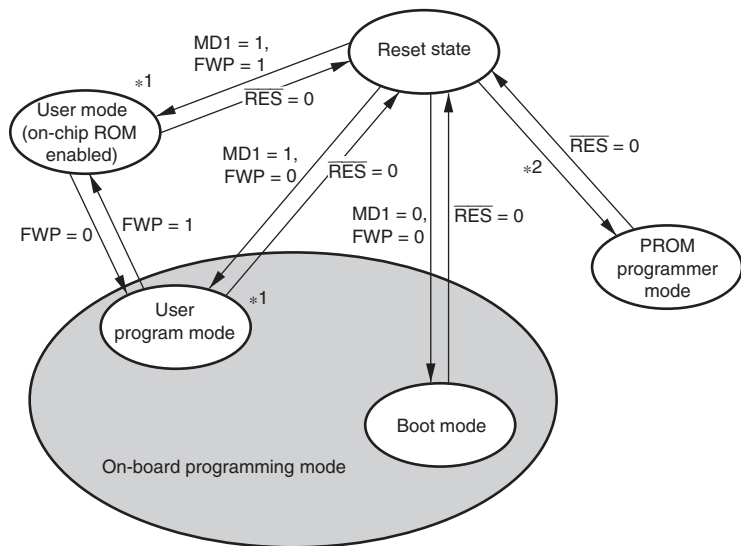 Reset state
MD1 = 1,
FWP = 1
*1
RES = 0
User mode
(on-chip ROM
enabled)
MD1 = 1,
FWP = 0
RES = 0
*2
RES = 0
MD1 = 0,
FWP = 0
RES = 0
FWP = 0
FWP = 1
PROM
programmer
mode
User
program mode
*1
Boot mode
On-board programming mode